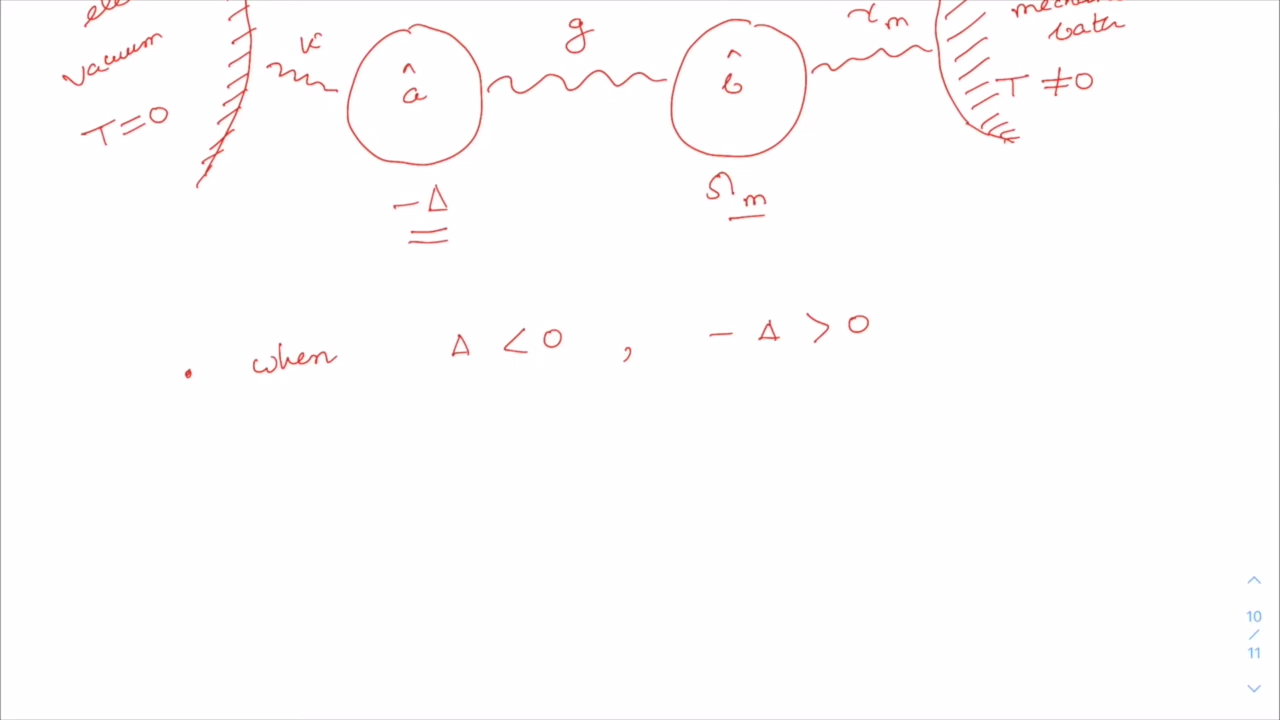 κ g γm
vacuum â b̂ bath
T=0 T≠0
-Δ Ωm
. when Δ < 0 , -Δ > 0
10
/
11